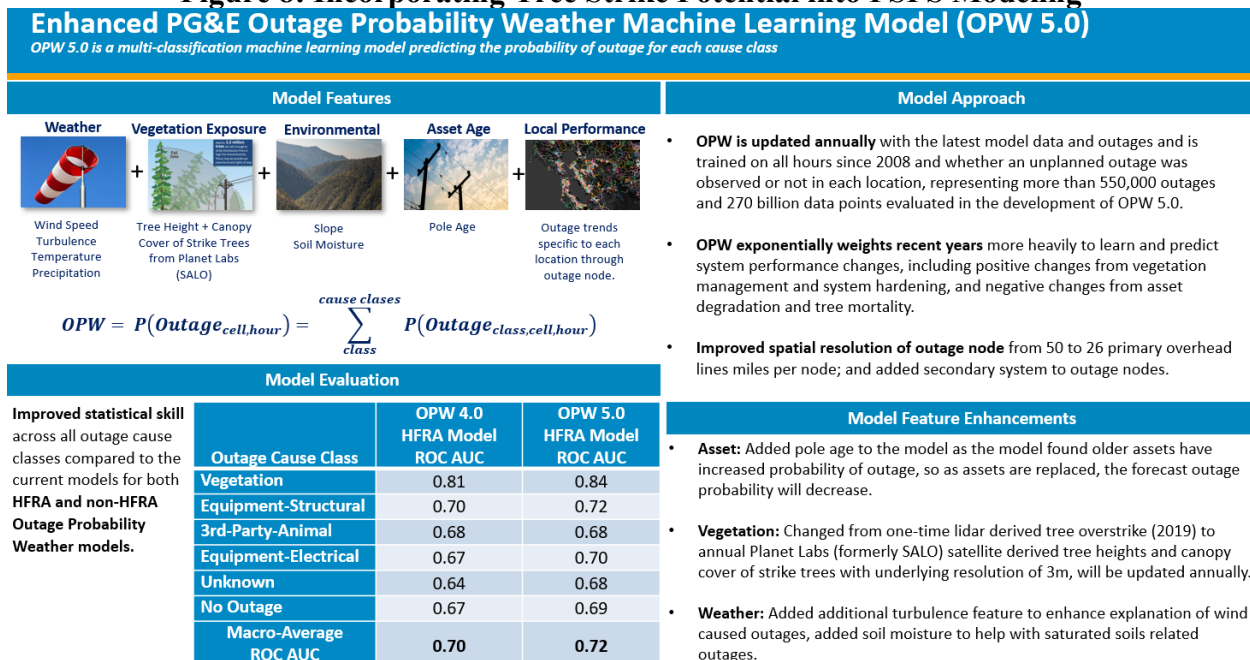 Figure 8: Incorporating Tree Strike Potential into PSPS Modeling
Enhanced PG&E Outage Probability Weather Machine Learning Model (OPW 5.0)
OPW 5.0 is a multi-classification machine learning model predicting the probability of outage for each cause class
Model Features
Weather
Vegetation Exposure
Environmental
Asset Age
Local Performance
+ + + +
Wind Speed
Turbulence
Temperature
Precipitation
Tree Height + Canopy
Cover of Strike Trees
from Planet Labs
(SALO)
Slope
Soil Moisture
Pole Age
Outage trends
specific to each
location through
outage node.
OPW = P(Outage_cell,hour) = ∑_class^cause clases P(Outage_class,cell,hour)
Model Evaluation
Improved statistical skill
across all outage cause
classes compared to the
current models for both
HFRA and non-HFRA
Outage Probability
Weather models.
Outage Cause Class | OPW 4.0 HFRA Model ROC AUC | OPW 5.0 HFRA Model ROC AUC
Vegetation 0.81 0.84
Equipment-Structural 0.70 0.72
3rd-Party-Animal 0.68 0.68
Equipment-Electrical 0.67 0.70
Unknown 0.64 0.68
No Outage 0.67 0.69
Macro-Average ROC AUC 0.70 0.72
Model Approach
• OPW is updated annually with the latest model data and outages and is
trained on all hours since 2008 and whether an unplanned outage was
observed or not in each location, representing more than 550,000 outages
and 270 billion data points evaluated in the development of OPW 5.0.
• OPW exponentially weights recent years more heavily to learn and predict
system performance changes, including positive changes from vegetation
management and system hardening, and negative changes from asset
degradation and tree mortality.
• Improved spatial resolution of outage node from 50 to 26 primary overhead
lines miles per node; and added secondary system to outage nodes.
Model Feature Enhancements
• Asset: Added pole age to the model as the model found older assets have
increased probability of outage, so as assets are replaced, the forecast outage
probability will decrease.
• Vegetation: Changed from one-time lidar derived tree overstrike (2019) to
annual Planet Labs (formerly SALO) satellite derived tree heights and canopy
cover of strike trees with underlying resolution of 3m, will be updated annually.
• Weather: Added additional turbulence feature to enhance explanation of wind
caused outages, added soil moisture to help with saturated soils related
outages.